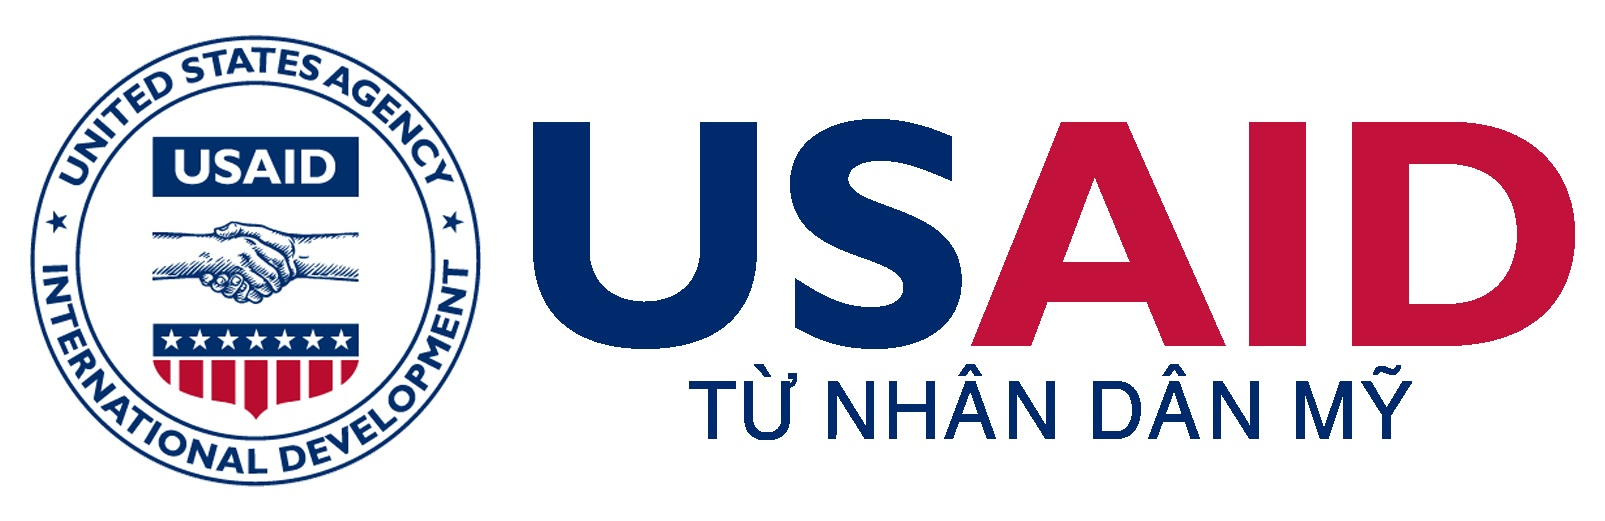 UNITED STATES AGENCY
USAID
INTERNATIONAL DEVELOPMENT
USAID
TỪ NHÂN DÂN MỸ